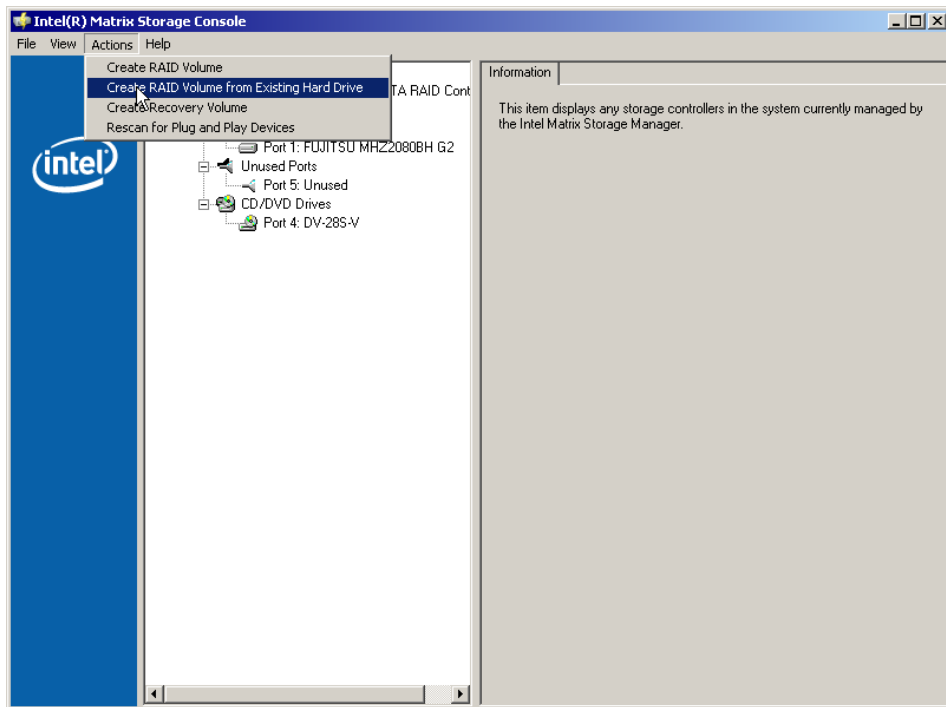 Intel(R) Matrix Storage Console
File View Actions Help
Create RAID Volume
Create RAID Volume from Existing Hard Drive
Create Recovery Volume
Rescan for Plug and Play Devices
intel
TA RAID Cont
Port 1: FUJITSU MHZ2080BH G2
Unused Ports
Port 5: Unused
CD/DVD Drives
Port 4: DV-28S-V
Information
This item displays any storage controllers in the system currently managed by
the Intel Matrix Storage Manager.